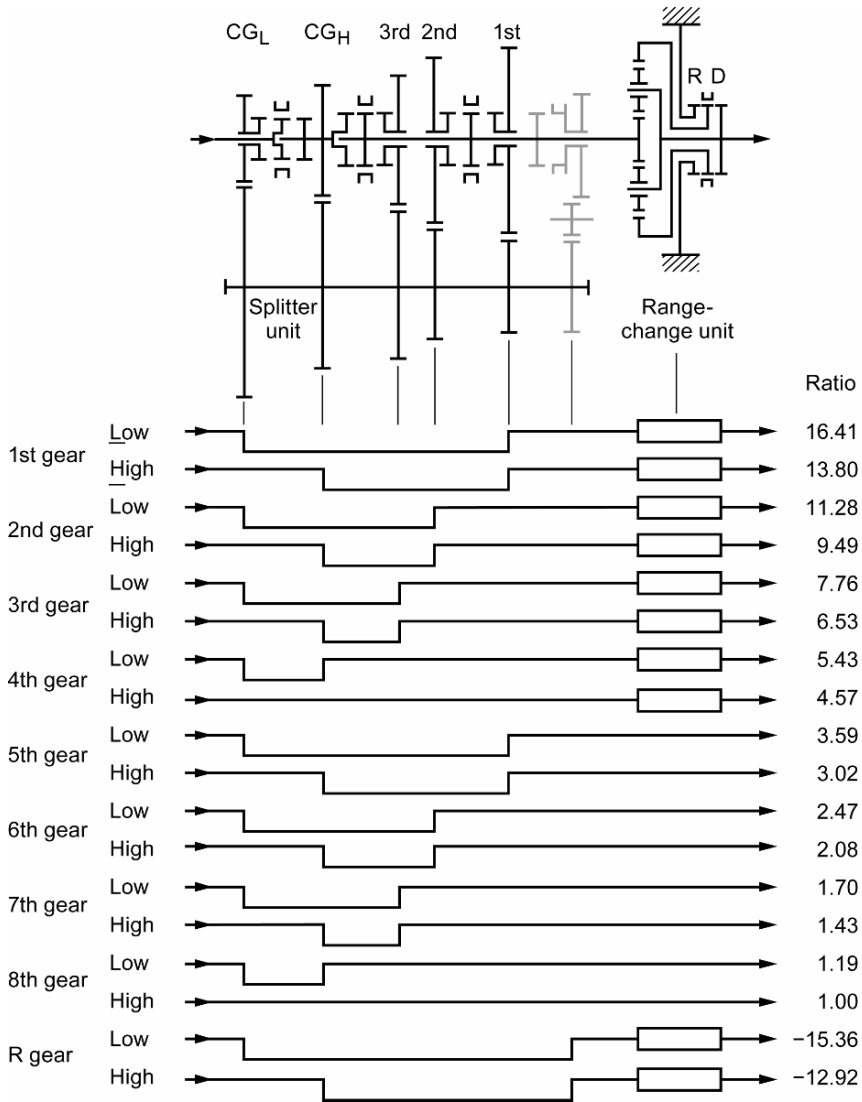 CGL CGH 3rd 2nd 1st
R D
Splitter unit
Range-change unit
Ratio
1st gear Low 16.41
High 13.80
2nd gear Low 11.28
High 9.49
3rd gear Low 7.76
High 6.53
4th gear Low 5.43
High 4.57
5th gear Low 3.59
High 3.02
6th gear Low 2.47
High 2.08
7th gear Low 1.70
High 1.43
8th gear Low 1.19
High 1.00
R gear Low −15.36
High −12.92